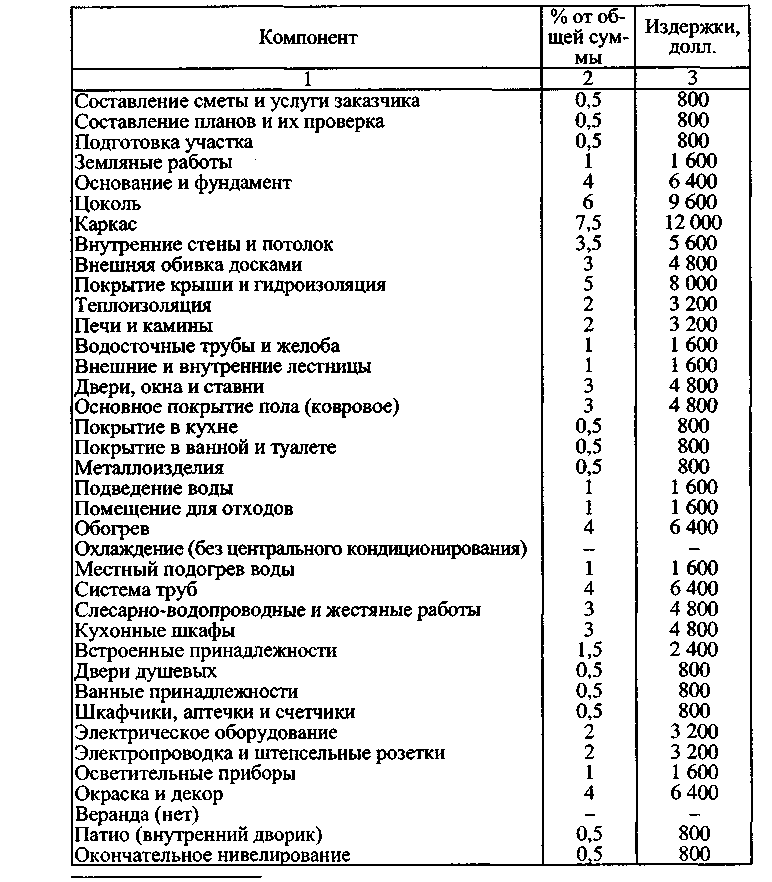 Компонент % от об- Издержки,
щей сум- долл.
мы
1 2 3
Составление сметы и услуги заказчика 0,5 800
Составление планов и их проверка 0,5 800
Подготовка участка 0,5 800
Земляные работы 1 1 600
Основание и фундамент 4 6 400
Цоколь 6 9 600
Каркас 7,5 12 000
Внутренние стены и потолок 3,5 5 600
Внешняя обивка досками 3 4 800
Покрытие крыши и гидроизоляция 5 8 000
Теплоизоляция 2 3 200
Печи и камины 2 3 200
Водосточные трубы и желоба 1 1 600
Внешние и внутренние лестницы 1 1 600
Двери, окна и ставни 3 4 800
Основное покрытие пола (ковровое) 3 4 800
Покрытие в кухне 0,5 800
Покрытие в ванной и туалете 0,5 800
Металлоизделия 0,5 800
Подведение воды 1 1 600
Помещение для отходов 1 1 600
Обогрев 4 6 400
Охлаждение (без центрального кондиционирования) – –
Местный подогрев воды 1 1 600
Система труб 4 6 400
Слесарно-водопроводные и жестяные работы 3 4 800
Кухонные шкафы 3 4 800
Встроенные принадлежности 1,5 2 400
Двери душевых 0,5 800
Ванные принадлежности 0,5 800
Шкафчики, аптечки и счетчики 0,5 800
Электрическое оборудование 2 3 200
Электропроводка и штепсельные розетки 2 3 200
Осветительные приборы 1 1 600
Окраска и декор 4 6 400
Веранда (нет) – –
Патио (внутренний дворик) 0,5 800
Окончательное нивелирование 0,5 800